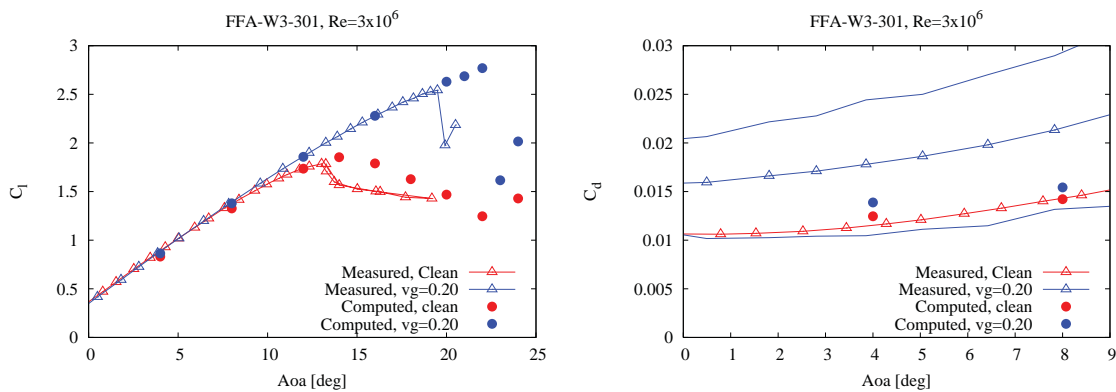 FFA-W3-301, Re=3x10⁶
3
2.5
2
1.5
1
0.5
0
0 5 10 15 20 25
C_l
Aoa [deg]
Measured, Clean
Measured, vg=0.20
Computed, clean
Computed, vg=0.20
FFA-W3-301, Re=3x10⁶
0.03
0.025
0.02
0.015
0.01
0.005
0
0 1 2 3 4 5 6 7 8 9
C_d
Aoa [deg]
Measured, Clean
Measured, vg=0.20
Computed, clean
Computed, vg=0.20